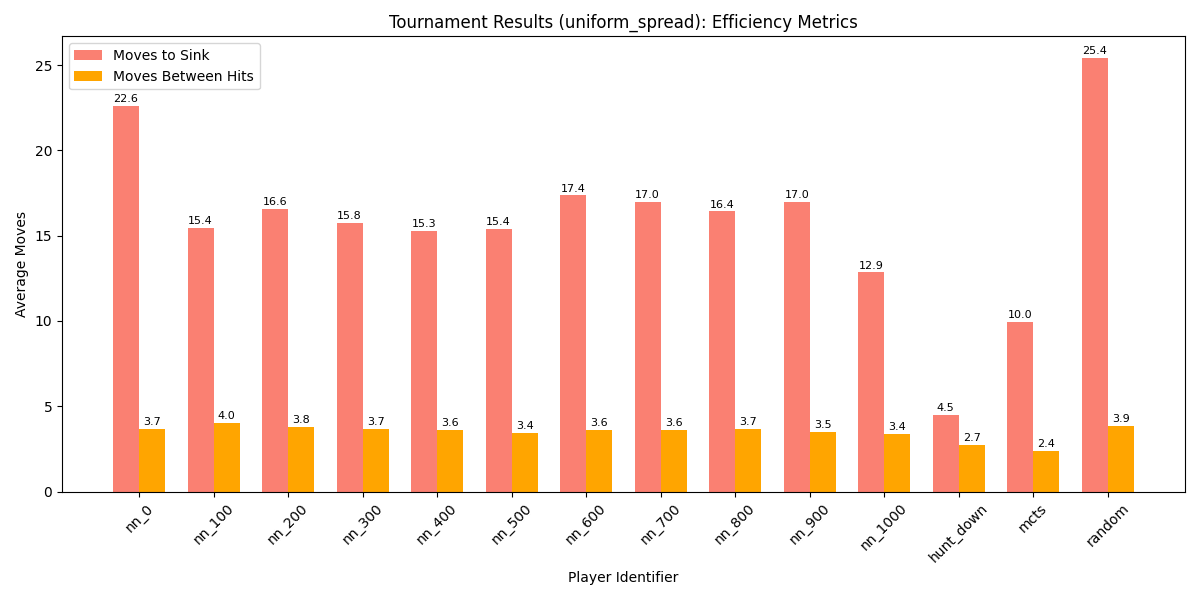 Tournament Results (uniform_spread): Efficiency Metrics
Moves to Sink
Moves Between Hits
Average Moves
25
20
15
10
5
0
22.6
3.7
15.4
4.0
16.6
3.8
15.8
3.7
15.3
3.6
15.4
3.4
17.4
3.6
17.0
3.6
16.4
3.7
17.0
3.5
12.9
3.4
4.5
2.7
10.0
2.4
25.4
3.9
nn_0
nn_100
nn_200
nn_300
nn_400
nn_500
nn_600
nn_700
nn_800
nn_900
nn_1000
hunt_down
mcts
random
Player Identifier